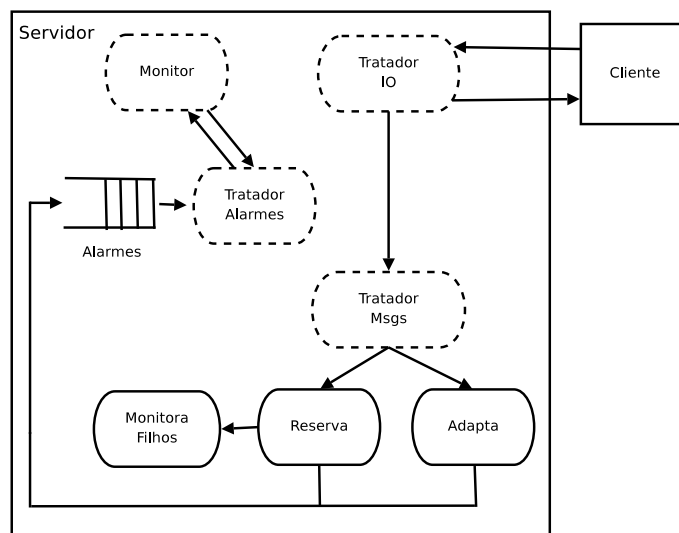 Servidor
Monitor
Tratador
IO
Cliente
Tratador
Alarmes
Alarmes
Tratador
Msgs
Monitora
Filhos
Reserva
Adapta